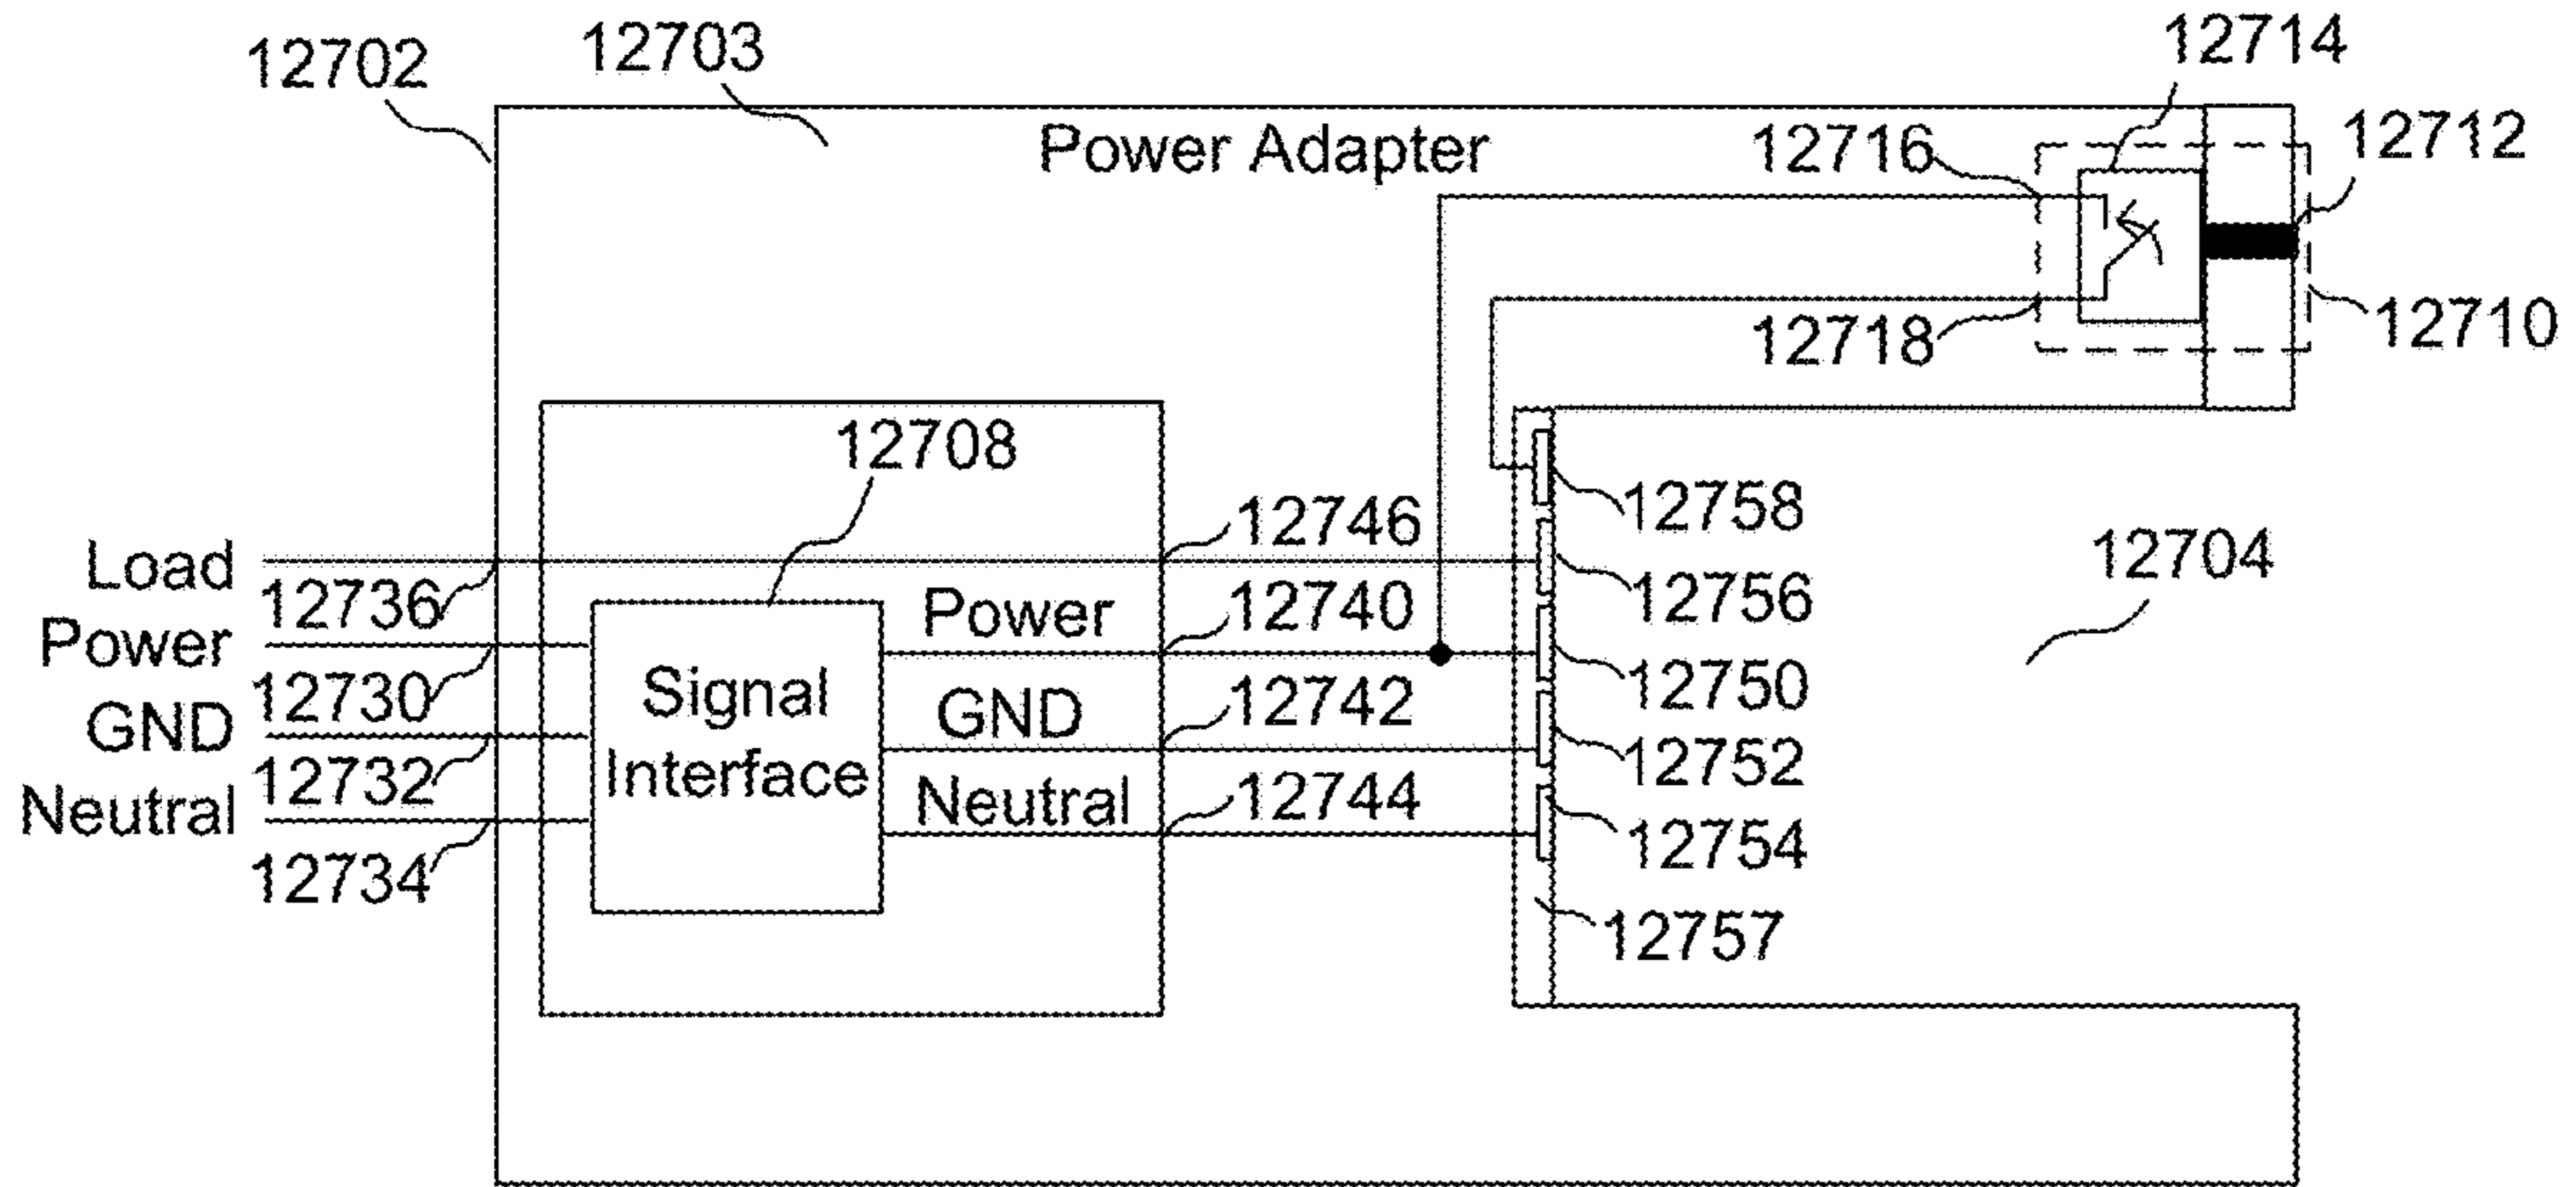 12702
12703
12714
Power Adapter
12716
12712
12718
12710
12708
12758
12746
12704
Load
12736
12756
Power
12740
Power
12730
Signal
Interface
GND
12742
12750
GND
12732
12752
Neutral
12744
Neutral
12734
12754
12757